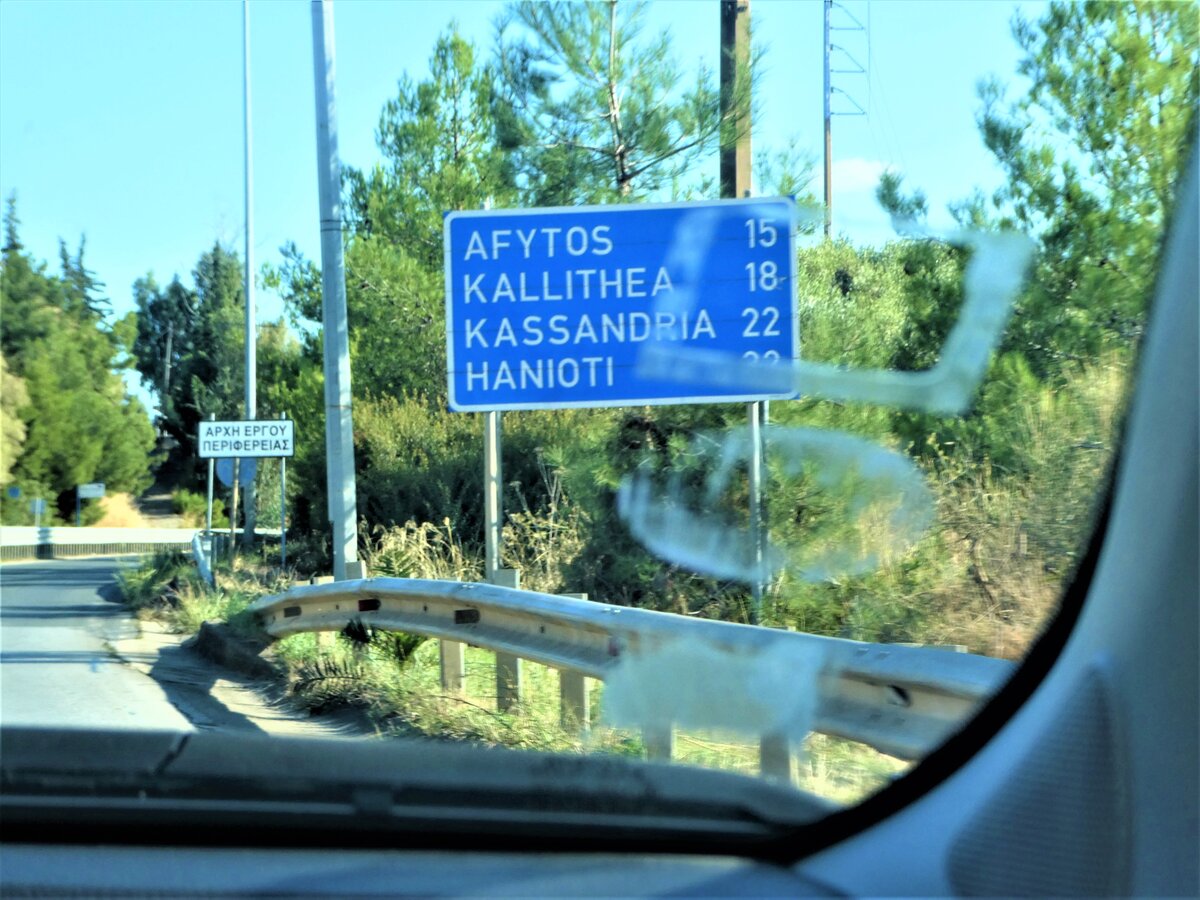 AFYTOS 15
KALLITHEA 18
KASSANDRIA 22
HANIOTI
ΑΡΧΗ ΕΡΓΟΥ
ΠΕΡΙΦΕΡΕΙΑΣ